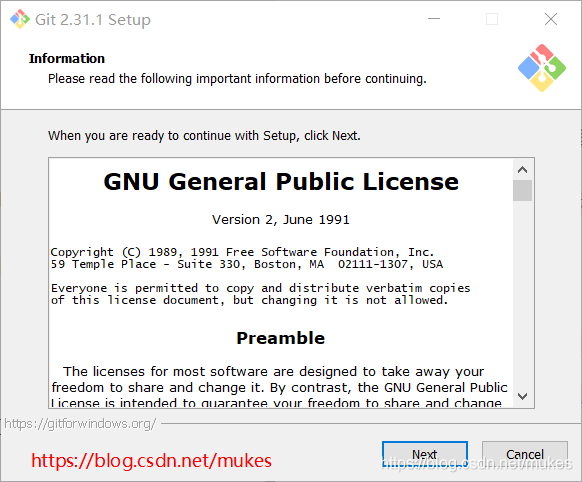 Git 2.31.1 Setup
Information
Please read the following important information before continuing.
When you are ready to continue with Setup, click Next.
GNU General Public License
Version 2, June 1991
Copyright (C) 1989, 1991 Free Software Foundation, Inc.
59 Temple Place - Suite 330, Boston, MA  02111-1307, USA
Everyone is permitted to copy and distribute verbatim copies
of this license document, but changing it is not allowed.
Preamble
The licenses for most software are designed to take away your
freedom to share and change it. By contrast, the GNU General Public
License is intended to guarantee your freedom to share and change
https://gitforwindows.org/
https://blog.csdn.net/mukes
Next
Cancel
https://blog.csdn.net/mukes